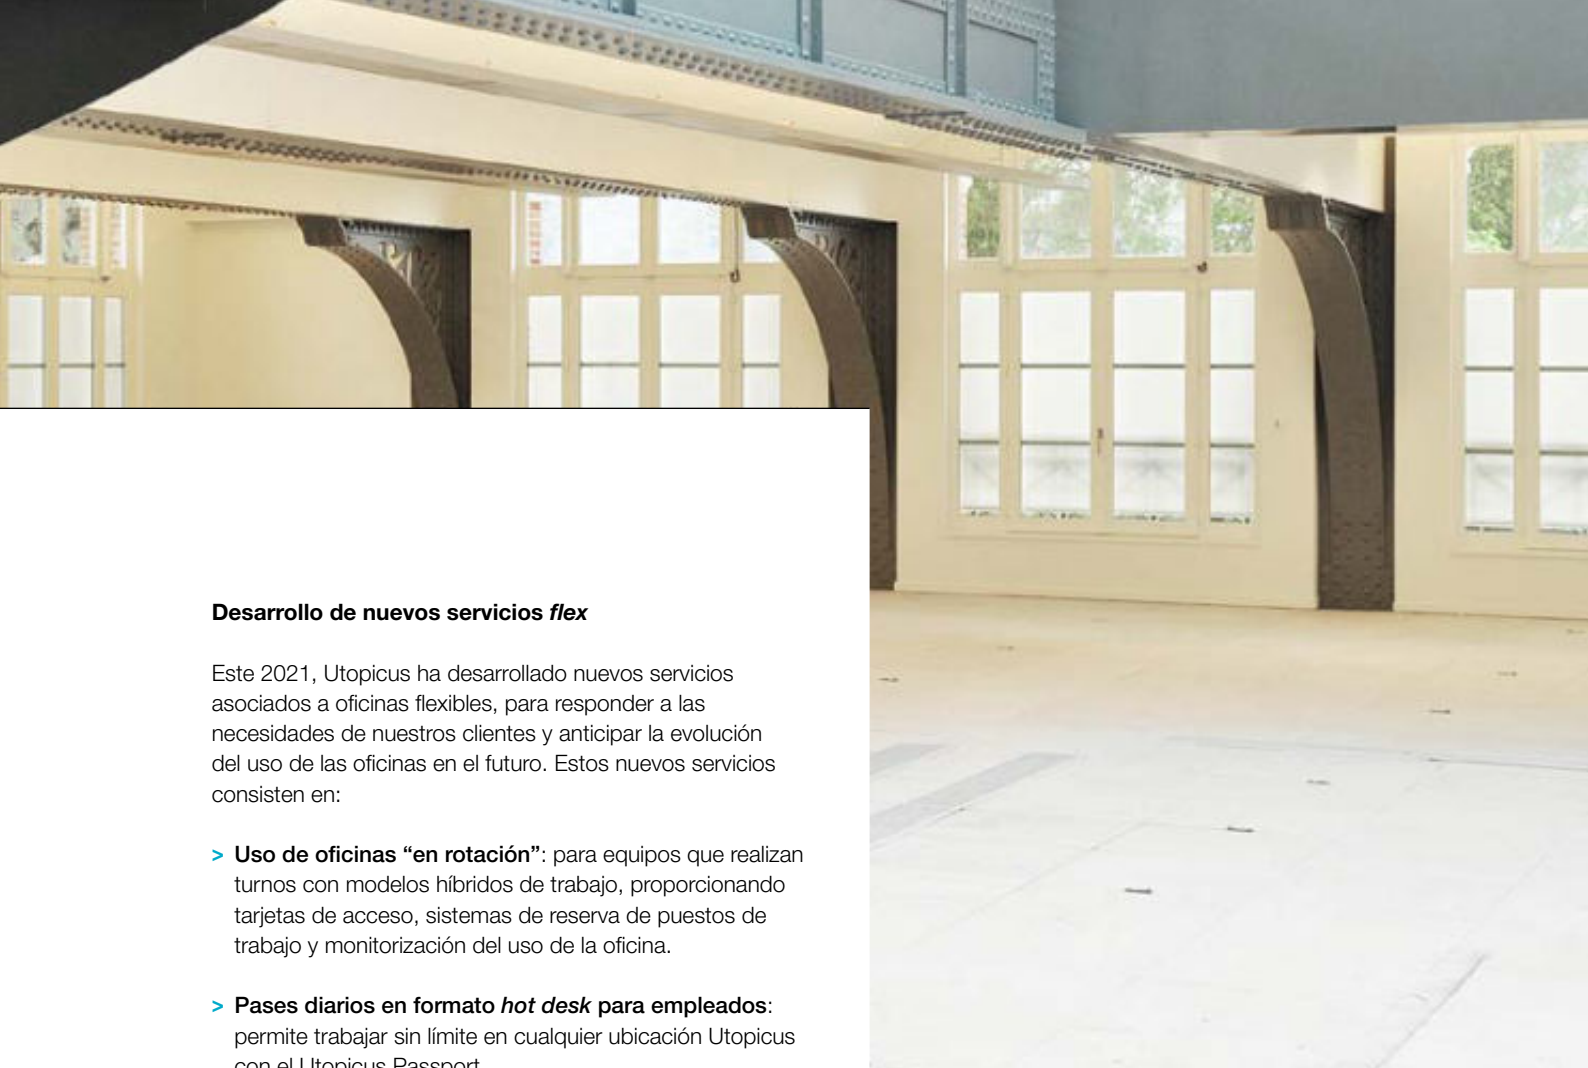 Desarrollo de nuevos servicios flex
Este 2021, Utopicus ha desarrollado nuevos servicios
asociados a oficinas flexibles, para responder a las
necesidades de nuestros clientes y anticipar la evolución
del uso de las oficinas en el futuro. Estos nuevos servicios
consisten en:
> Uso de oficinas “en rotación”: para equipos que realizan
turnos con modelos híbridos de trabajo, proporcionando
tarjetas de acceso, sistemas de reserva de puestos de
trabajo y monitorización del uso de la oficina.
> Pases diarios en formato hot desk para empleados:
permite trabajar sin límite en cualquier ubicación Utopicus
con el Utopicus Passport